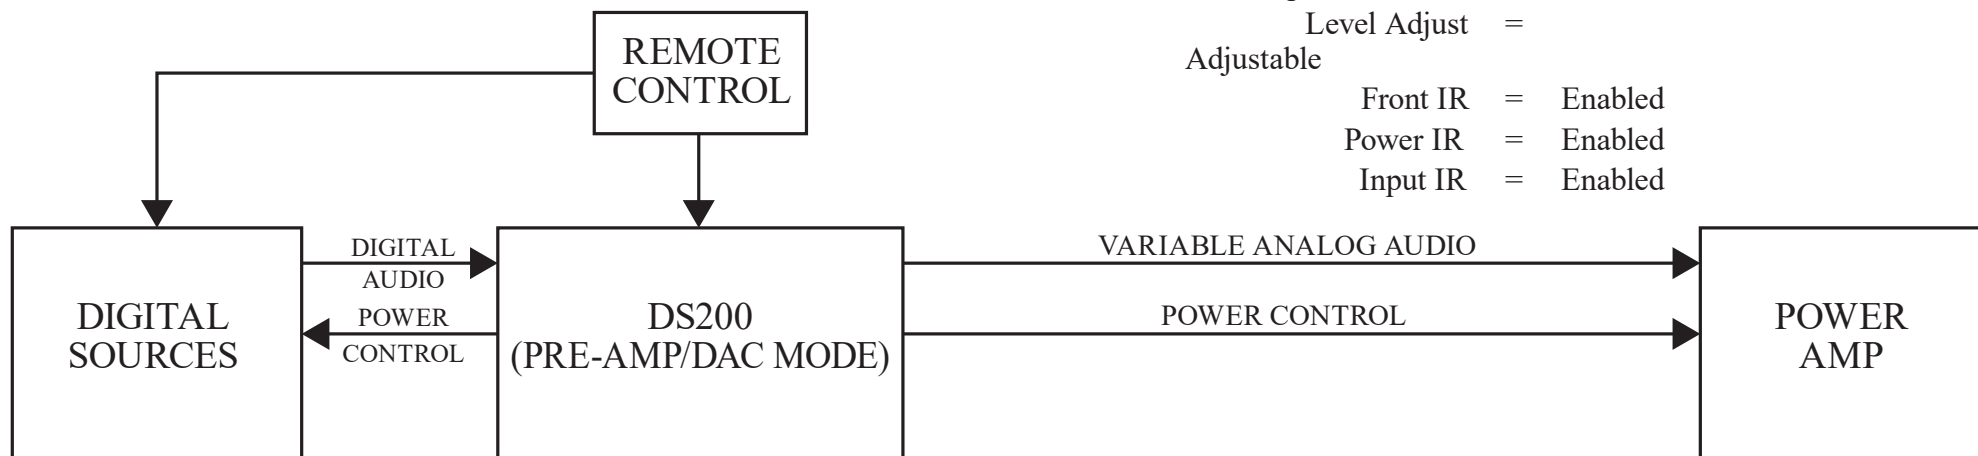 Level Adjust =
Adjustable
Front IR = Enabled
Power IR = Enabled
Input IR = Enabled
REMOTE
CONTROL
DIGITAL
SOURCES
DIGITAL
AUDIO
POWER
CONTROL
DS200
(PRE-AMP/DAC MODE)
VARIABLE ANALOG AUDIO
POWER CONTROL
POWER
AMP